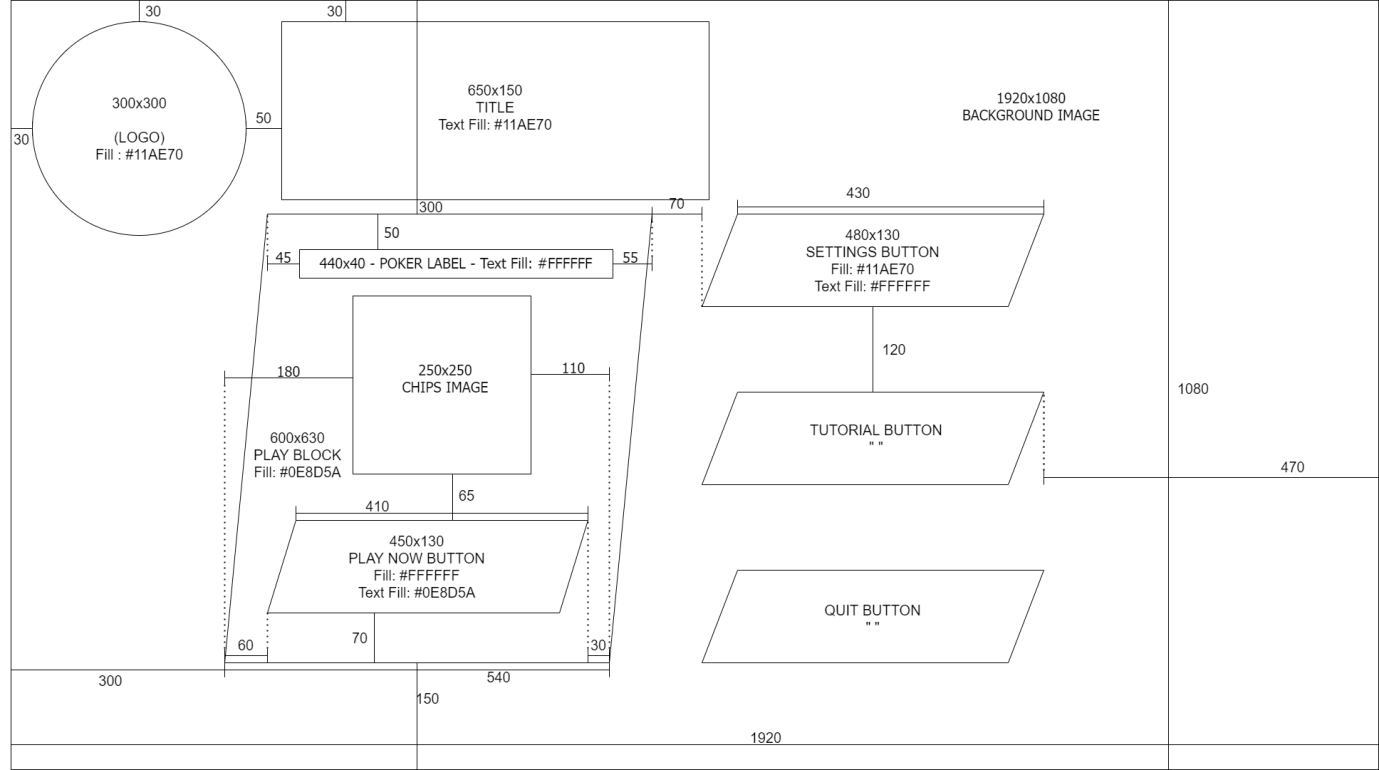 30
30
300x300
(LOGO)
Fill : #11AE70
30
50
650x150
TITLE
Text Fill: #11AE70
1920x1080
BACKGROUND IMAGE
300
70
430
50
45
440x40 - POKER LABEL - Text Fill: #FFFFFF
55
480x130
SETTINGS BUTTON
Fill: #11AE70
Text Fill: #FFFFFF
120
180
250x250
CHIPS IMAGE
110
1080
600x630
PLAY BLOCK
Fill: #0E8D5A
TUTORIAL BUTTON
" "
470
65
410
450x130
PLAY NOW BUTTON
Fill: #FFFFFF
Text Fill: #0E8D5A
QUIT BUTTON
" "
60
70
30
300
540
150
1920